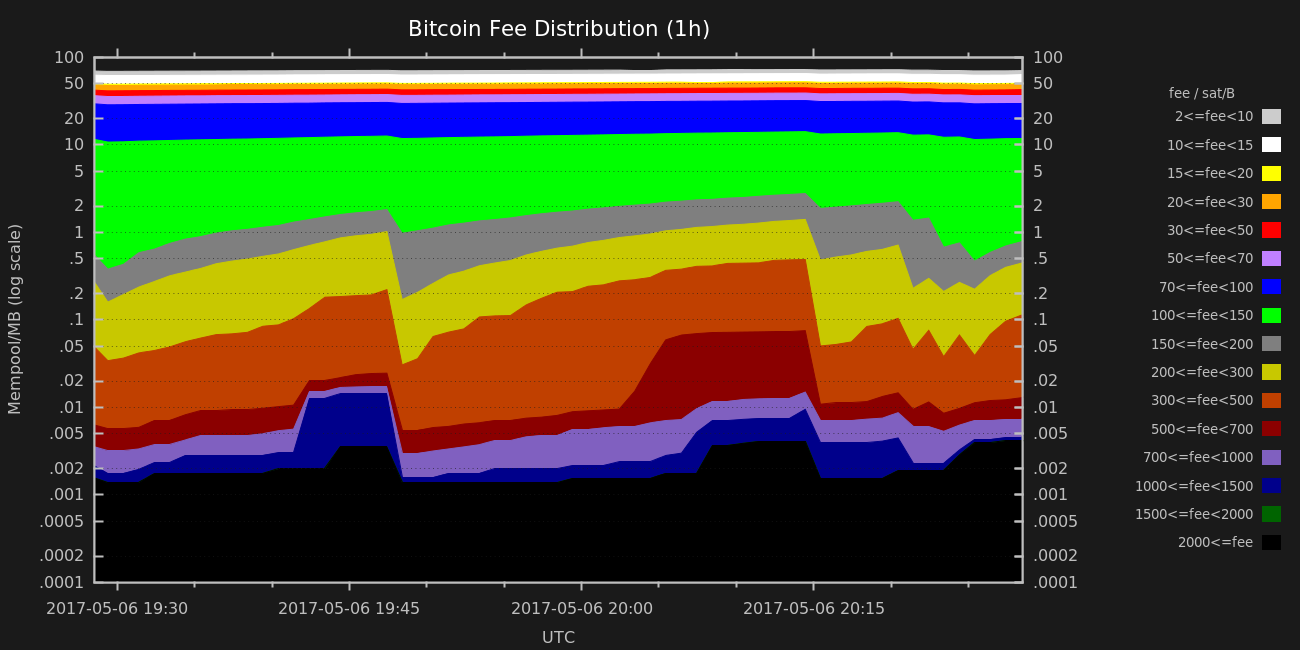 Bitcoin Fee Distribution (1h)
Mempool/MB (log scale)
100
50
20
10
5
2
1
.5
.2
.1
.05
.02
.01
.005
.002
.001
.0005
.0002
.0001
100
50
20
10
5
2
1
.5
.2
.1
.05
.02
.01
.005
.002
.001
.0005
.0002
.0001
2017-05-06 19:30
2017-05-06 19:45
2017-05-06 20:00
2017-05-06 20:15
UTC
fee / sat/B
2<=fee<10
10<=fee<15
15<=fee<20
20<=fee<30
30<=fee<50
50<=fee<70
70<=fee<100
100<=fee<150
150<=fee<200
200<=fee<300
300<=fee<500
500<=fee<700
700<=fee<1000
1000<=fee<1500
1500<=fee<2000
2000<=fee